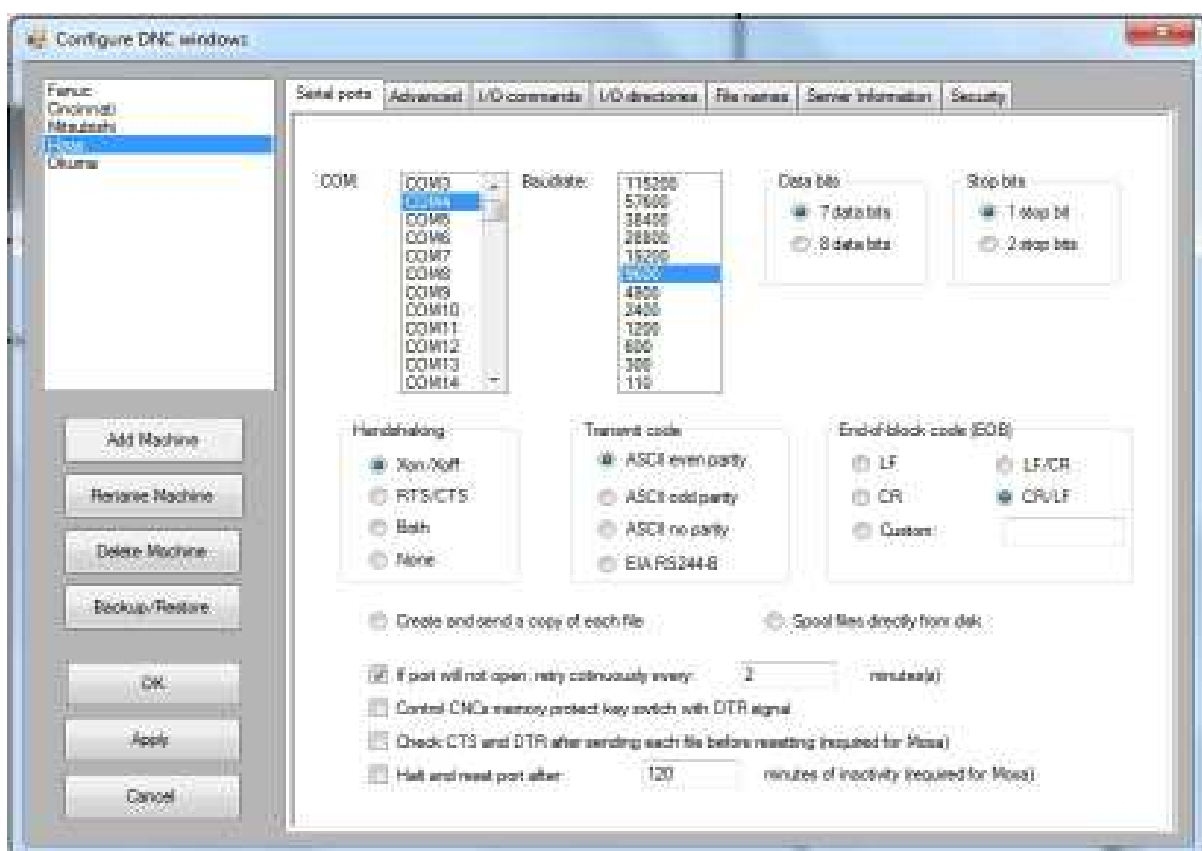 Configure DNC windows
Fanuc
Cincinnati
Mitsubishi
Haas
Okuma
Serial ports Advanced I/O commands I/O directories File names Server Information Security
COM: Baudrate: Data bits Stop bits
COM3
COM4
COM5
COM6
COM7
COM8
COM9
COM10
COM11
COM12
COM13
COM14
115200
57600
38400
28800
19200
9600
4800
2400
1200
600
300
110
7 data bits
8 data bits
1 stop bit
2 stop bits
Add Machine
Rename Machine
Delete Machine
Backup/Restore
OK
Apply
Cancel
Handshaking
Xon/Xoff
RTS/CTS
Both
None
Transmit code
ASCII even parity
ASCII odd parity
ASCII no parity
EIA RS244-B
End-of-block code (EOB)
LF LF/CR
CR CR/LF
Custom:
Create and send a copy of each file Spool files directly from disk
If port will not open, retry continuously every: 2 minutes(s)
Control CNCs memory protect key switch with DTR signal
Check CTS and DTR after sending each file before resetting (required for Moxa)
Halt and reset port after: 120 minutes of inactivity (required for Moxa)